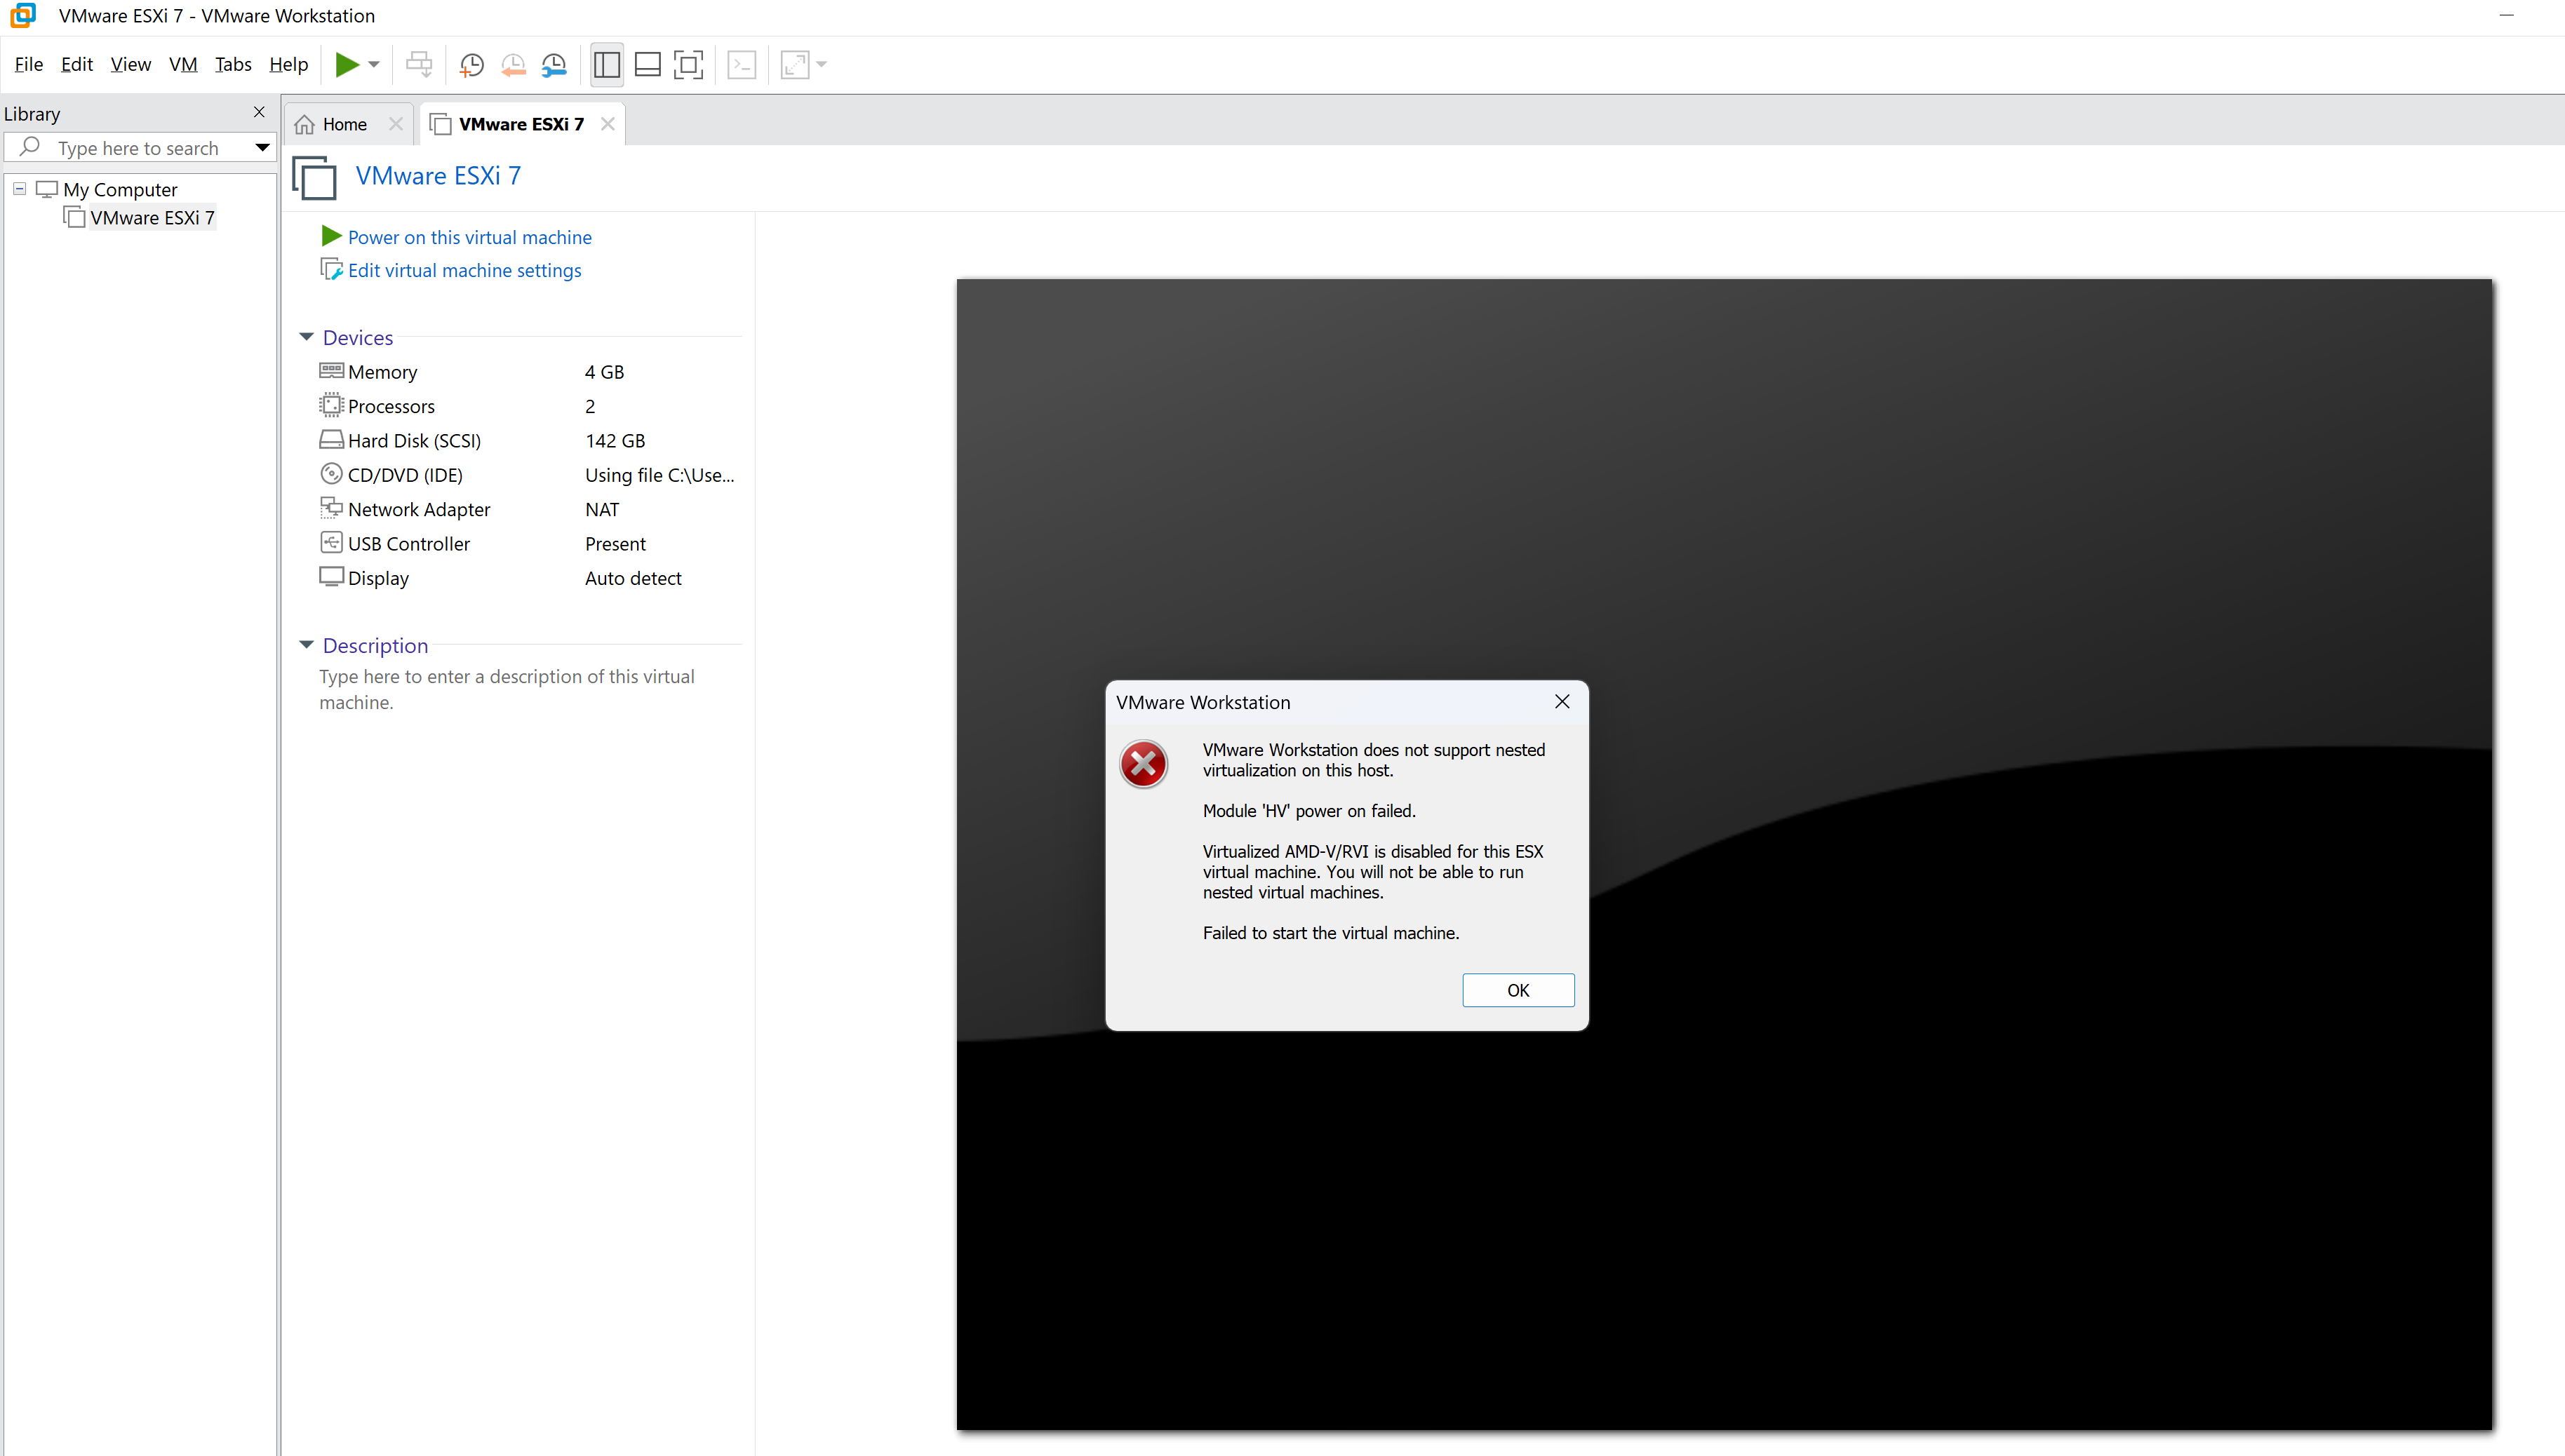 VMware ESXi 7 - VMware Workstation
File Edit View VM Tabs Help
Library
Type here to search
My Computer
VMware ESXi 7
Home
VMware ESXi 7
VMware ESXi 7
Power on this virtual machine
Edit virtual machine settings
Devices
Memory 4 GB
Processors 2
Hard Disk (SCSI) 142 GB
CD/DVD (IDE) Using file C:\Use...
Network Adapter NAT
USB Controller Present
Display Auto detect
Description
Type here to enter a description of this virtual
machine.
VMware Workstation
VMware Workstation does not support nested
virtualization on this host.
Module 'HV' power on failed.
Virtualized AMD-V/RVI is disabled for this ESX
virtual machine. You will not be able to run
nested virtual machines.
Failed to start the virtual machine.
OK